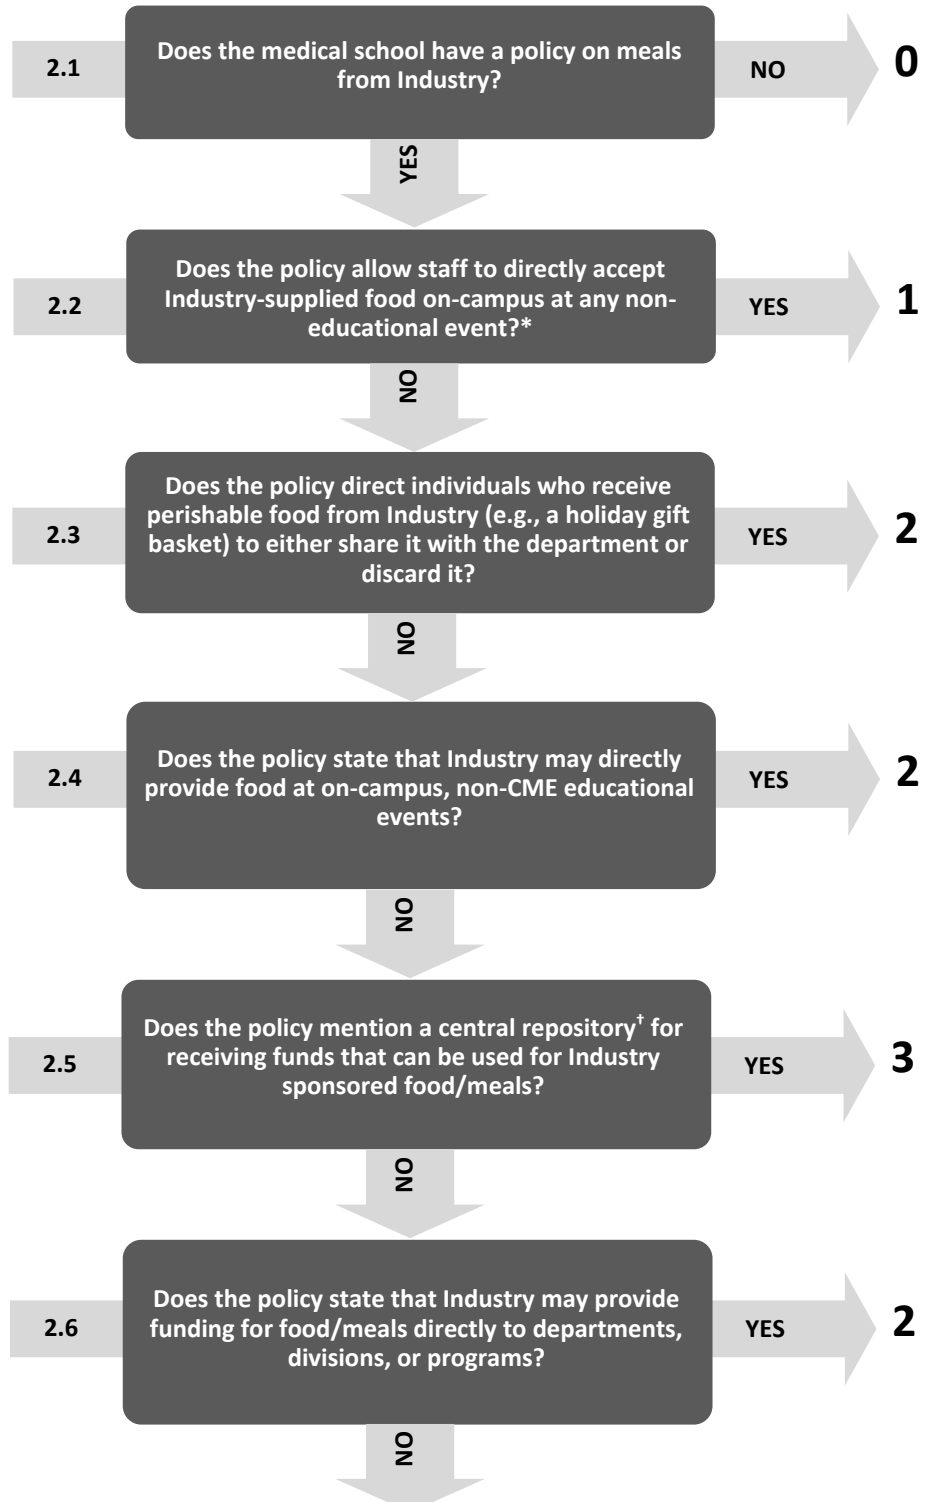 2.1
Does the medical school have a policy on meals
from Industry?
NO
0
YES
2.2
Does the policy allow staff to directly accept
Industry-supplied food on-campus at any non-
educational event?*
YES
1
NO
2.3
Does the policy direct individuals who receive
perishable food from Industry (e.g., a holiday gift
basket) to either share it with the department or
discard it?
YES
2
NO
2.4
Does the policy state that Industry may directly
provide food at on-campus, non-CME educational
events?
YES
2
NO
2.5
Does the policy mention a central repository† for
receiving funds that can be used for Industry
sponsored food/meals?
YES
3
NO
2.6
Does the policy state that Industry may provide
funding for food/meals directly to departments,
divisions, or programs?
YES
2
NO